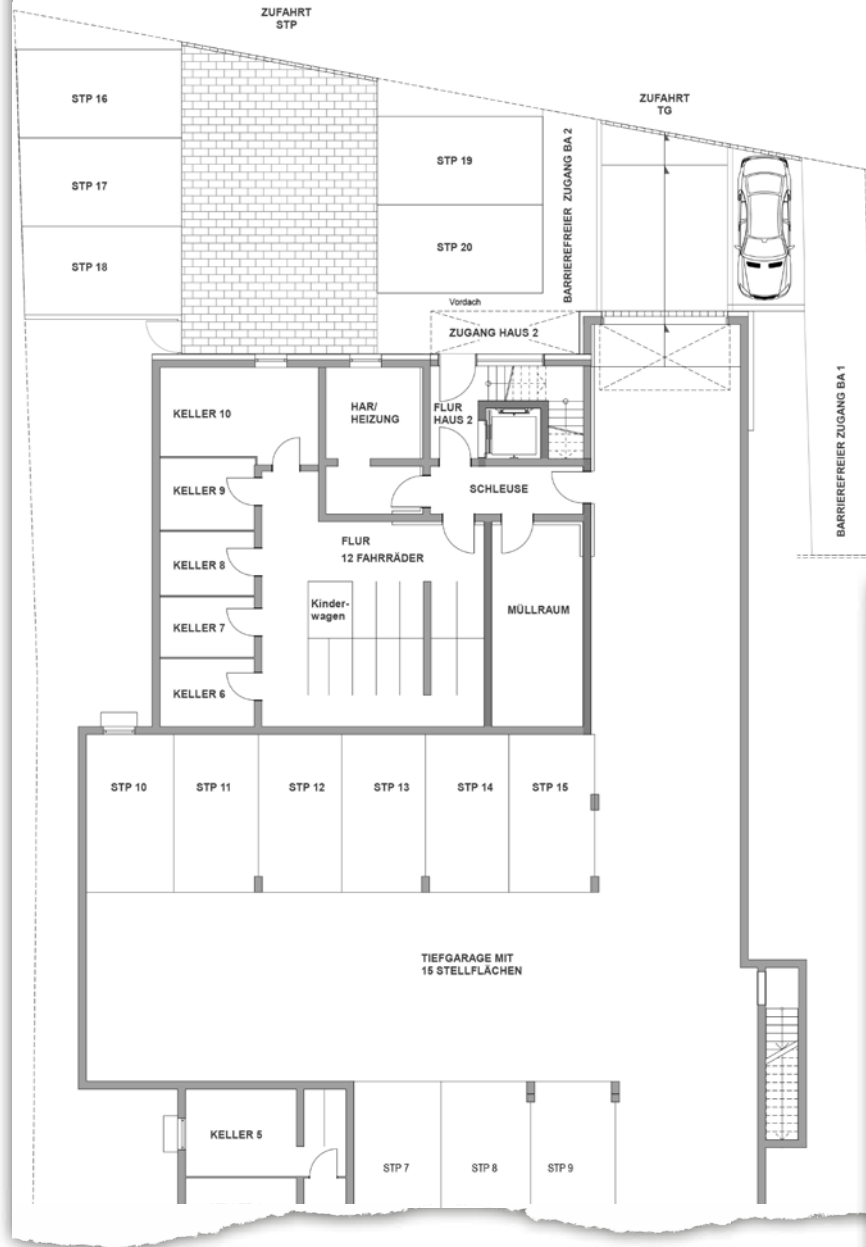 ZUFAHRT
STP
STP 16
ZUFAHRT
TG
STP 19
STP 17
BARRIEREFREIER ZUGANG BA 2
STP 20
STP 18
Vordach
ZUGANG HAUS 2
KELLER 10
HAR/
HEIZUNG
FLUR
HAUS 2
BARRIEREFREIER ZUGANG BA 1
KELLER 9
SCHLEUSE
FLUR
12 FAHRRÄDER
KELLER 8
Kinder-
wagen
MÜLLRAUM
KELLER 7
KELLER 6
STP 10
STP 11
STP 12
STP 13
STP 14
STP 15
TIEFGARAGE MIT
15 STELLFLÄCHEN
KELLER 5
STP 7
STP 8
STP 9